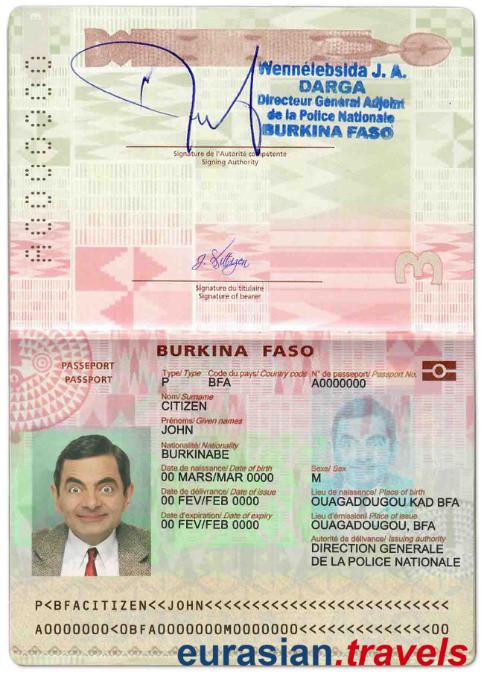 A0000000
Wennélebsida J. A.
DARGA
Directeur Général Adjoint
de la Police Nationale
BURKINA FASO
Signature de l'Autorité compétente
Signing Authority
J. Sittizen
Signature du titulaire
Signature of bearer
3
BURKINA FASO
PASSEPORT
PASSPORT
Type/ Type Code du pays/ Country code N° de passeport/ Passport No.
P BFA A0000000
Nom/ Surname
CITIZEN
Prénoms/ Given names
JOHN
Nationalité/ Nationality
BURKINABE
Date de naissance/ Date of birth Sexe/ Sex
00 MARS/MAR 0000 M
Date de délivrance/ Date of issue Lieu de naissance/ Place of birth
00 FEV/FEB 0000 OUAGADOUGOU KAD BFA
Date d'expiration/ Date of expiry Lieu d'émission/ Place of issue
00 FEV/FEB 0000 OUAGADOUGOU, BFA
Autorité de délivrance/ Issuing authority
DIRECTION GENERALE
DE LA POLICE NATIONALE
P<BFACITIZEN<<JOHN<<<<<<<<<<<<<<<<<<<<<<<<<<
A0000000<0BFA0000000M0000000<<<<<<<<<<<<<<00
eurasian.travels